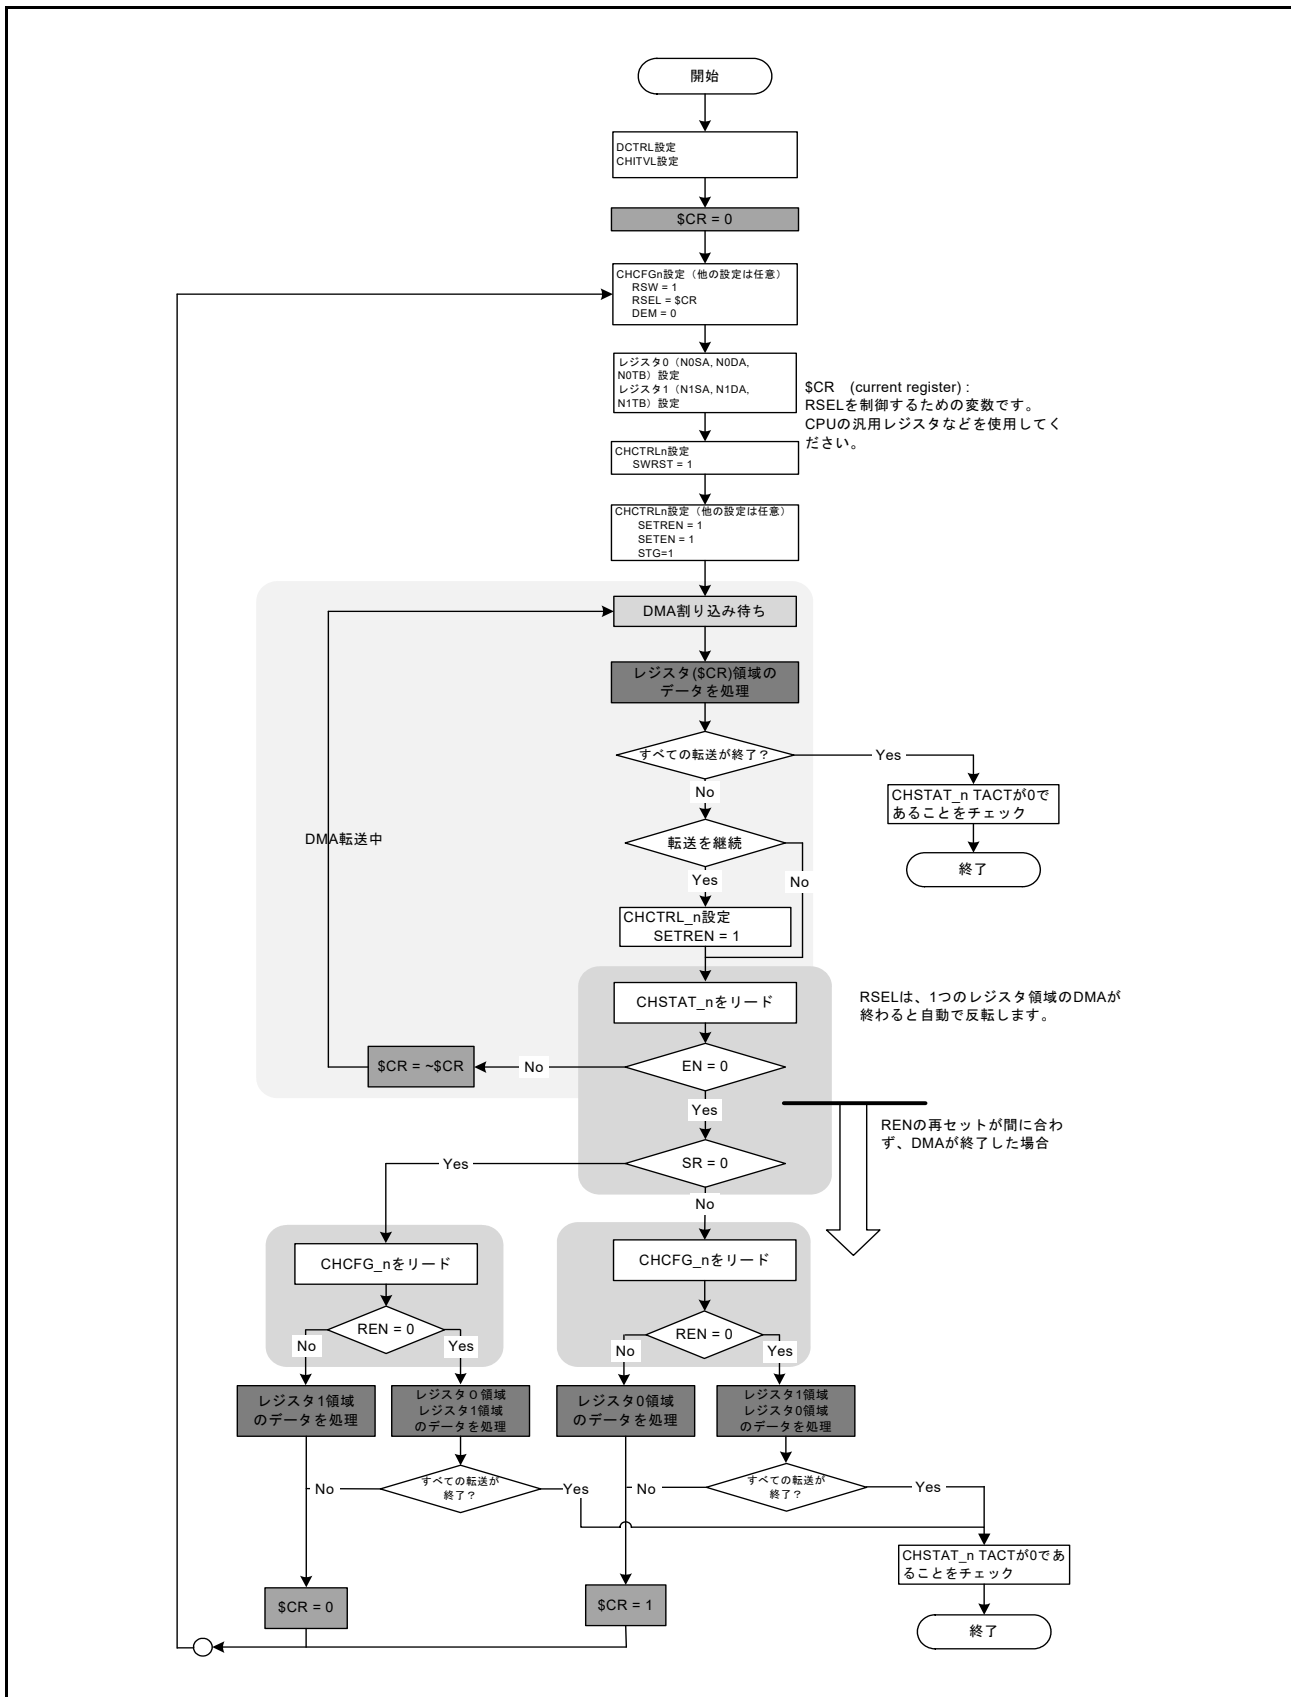 開始
DCTRL設定
CHITVL設定
$CR = 0
CHCFGn設定（他の設定は任意）
RSW = 1
RSEL = $CR
DEM = 0
レジスタ0（N0SA, N0DA,
N0TB）設定
レジスタ1（N1SA, N1DA,
N1TB）設定
$CR (current register) :
RSELを制御するための変数です。
CPUの汎用レジスタなどを使用してく
ださい。
CHCTRLn設定
SWRST = 1
CHCTRLn設定（他の設定は任意）
SETREN = 1
SETEN = 1
STG=1
DMA割り込み待ち
レジスタ($CR)領域の
データを処理
すべての転送が終了？
Yes
No
CHSTAT_n TACTが0で
あることをチェック
終了
DMA転送中
転送を継続
Yes
No
CHCTRL_n設定
SETREN = 1
CHSTAT_nをリード
RSELは、1つのレジスタ領域のDMAが
終わると自動で反転します。
EN = 0
No
$CR = ~$CR
Yes
RENの再セットが間に合わ
ず、DMAが終了した場合
SR = 0
Yes
No
CHCFG_nをリード
CHCFG_nをリード
REN = 0
REN = 0
No
Yes
No
Yes
レジスタ1領域
のデータを処理
レジスタ０領域
レジスタ1領域
のデータを処理
レジスタ0領域
のデータを処理
レジスタ1領域
レジスタ0領域
のデータを処理
すべての転送が
終了？
No
Yes
すべての転送が
終了？
No
Yes
CHSTAT_n TACTが0であ
ることをチェック
$CR = 0
$CR = 1
終了